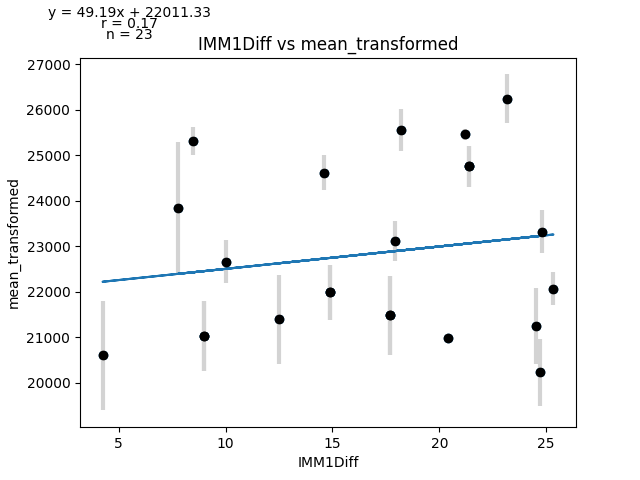 y = 49.19x + 22011.33
r = 0.17
n = 23
IMM1Diff vs mean_transformed
27000
26000
25000
24000
23000
22000
21000
20000
mean_transformed
5 10 15 20 25
IMM1Diff